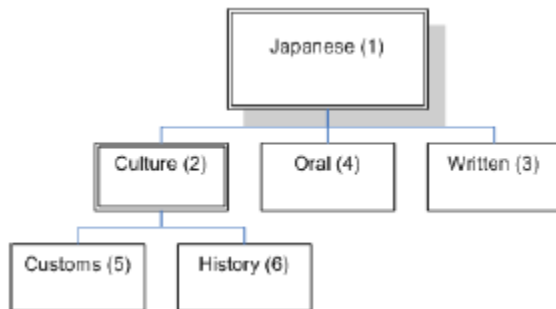 Japanese (1)
Culture (2)
Oral (4)
Written (3)
Customs (5)
History (6)